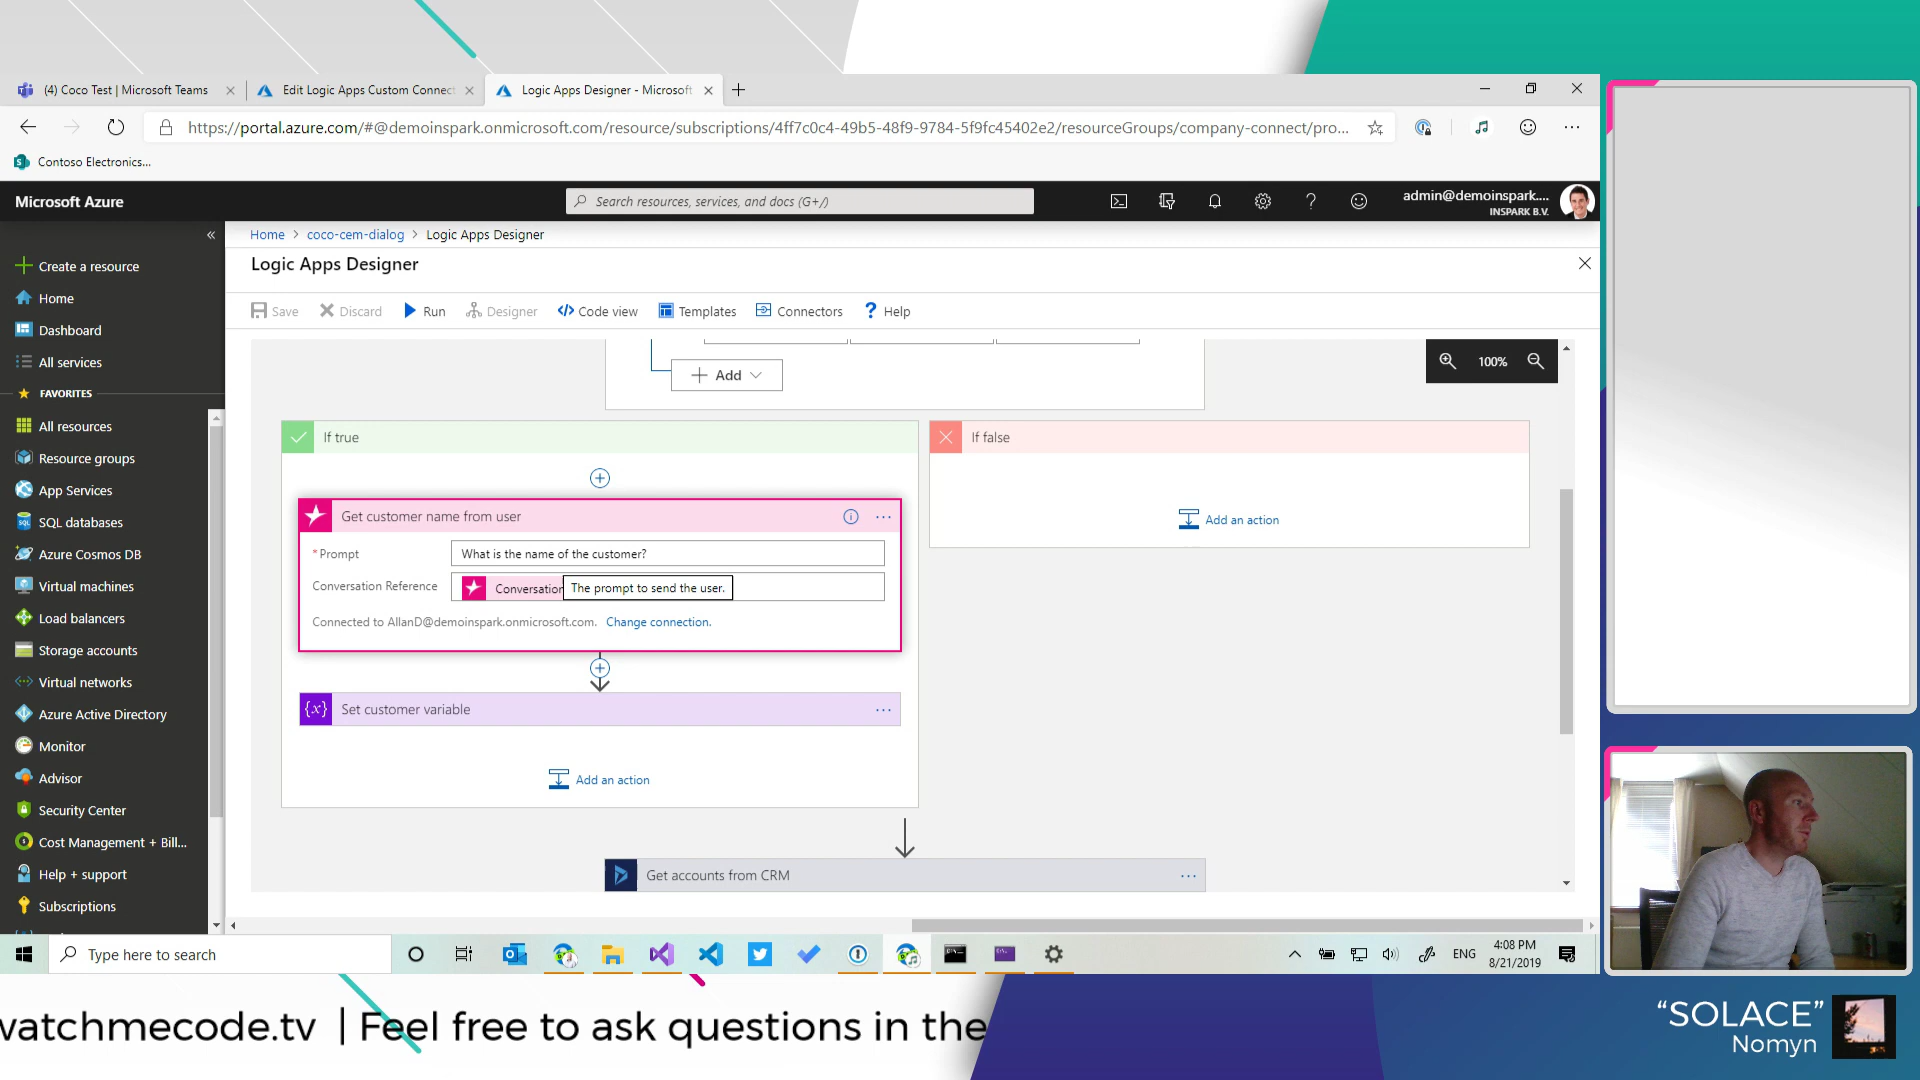 (4) Coco Test | Microsoft Teams
Edit Logic Apps Custom Connect
Logic Apps Designer - Microsoft
https://portal.azure.com/#@demoinspark.onmicrosoft.com/resource/subscriptions/4ff7c0c4-49b5-48f9-9784-5f9fc45402e2/resourceGroups/company-connect/pro...
Contoso Electronics...
Microsoft Azure
Search resources, services, and docs (G+/)
admin@demoinspark....
INSPARK B.V.
Home > coco-cem-dialog > Logic Apps Designer
Logic Apps Designer
Save
Discard
Run
Designer
Code view
Templates
Connectors
Help
Create a resource
Home
Dashboard
All services
FAVORITES
All resources
Resource groups
App Services
SQL databases
Azure Cosmos DB
Virtual machines
Load balancers
Storage accounts
Virtual networks
Azure Active Directory
Monitor
Advisor
Security Center
Cost Management + Bill...
Help + support
Subscriptions
Add
100%
If true
Get customer name from user
* Prompt
What is the name of the customer?
Conversation Reference
Conversation
The prompt to send the user.
Connected to AllanD@demoinspark.onmicrosoft.com. Change connection.
{x} Set customer variable
Add an action
If false
Add an action
Get accounts from CRM
Type here to search
ENG
4:08 PM
8/21/2019
watchmecode.tv | Feel free to ask questions in the
“SOLACE”
Nomyn